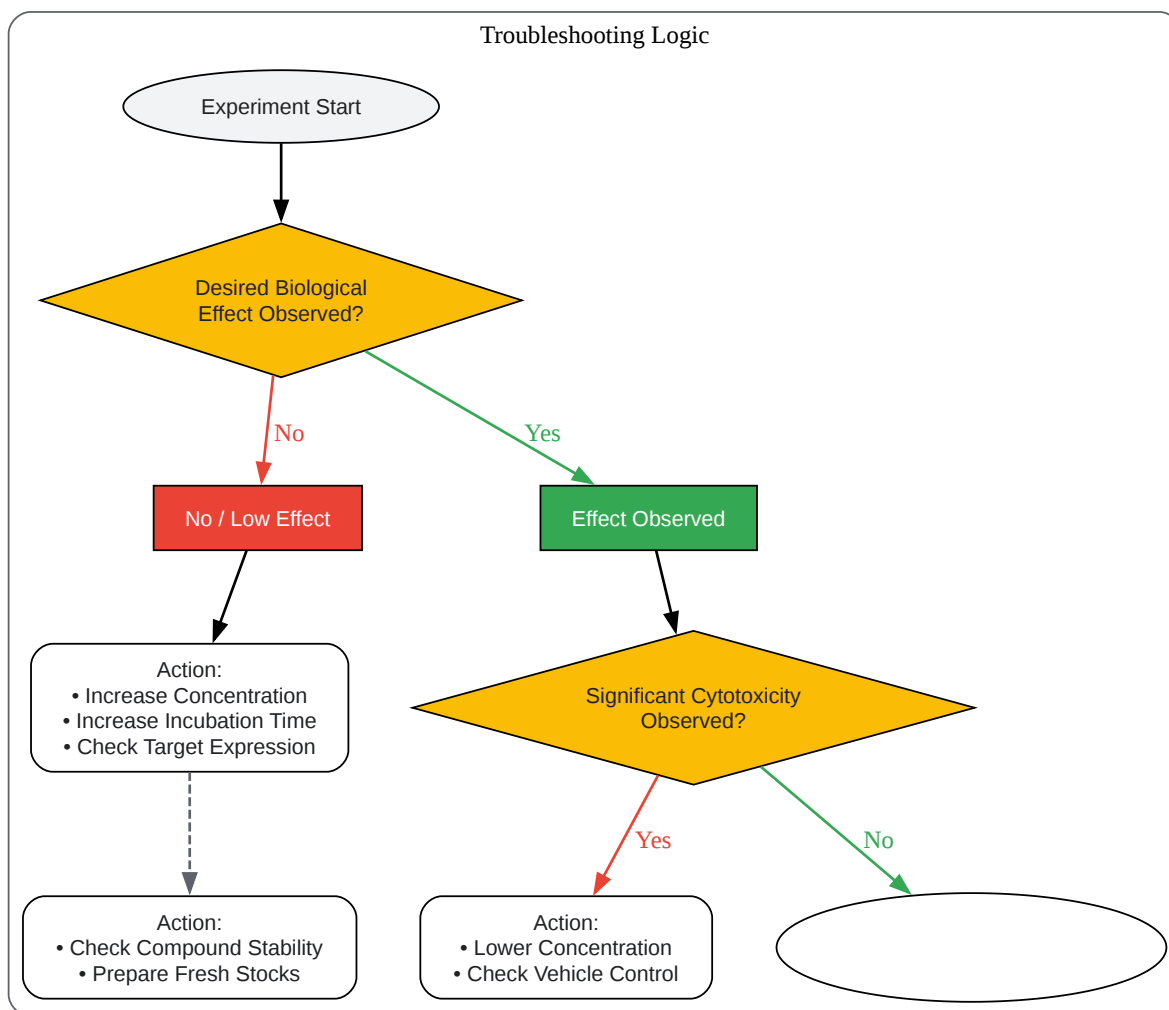 Troubleshooting Logic
Experiment Start
Desired Biological
Effect Observed?
No
Yes
No / Low Effect
Effect Observed
Action:
• Increase Concentration
• Increase Incubation Time
• Check Target Expression
Significant Cytotoxicity
Observed?
Yes
No
Action:
• Check Compound Stability
• Prepare Fresh Stocks
Action:
• Lower Concentration
• Check Vehicle Control